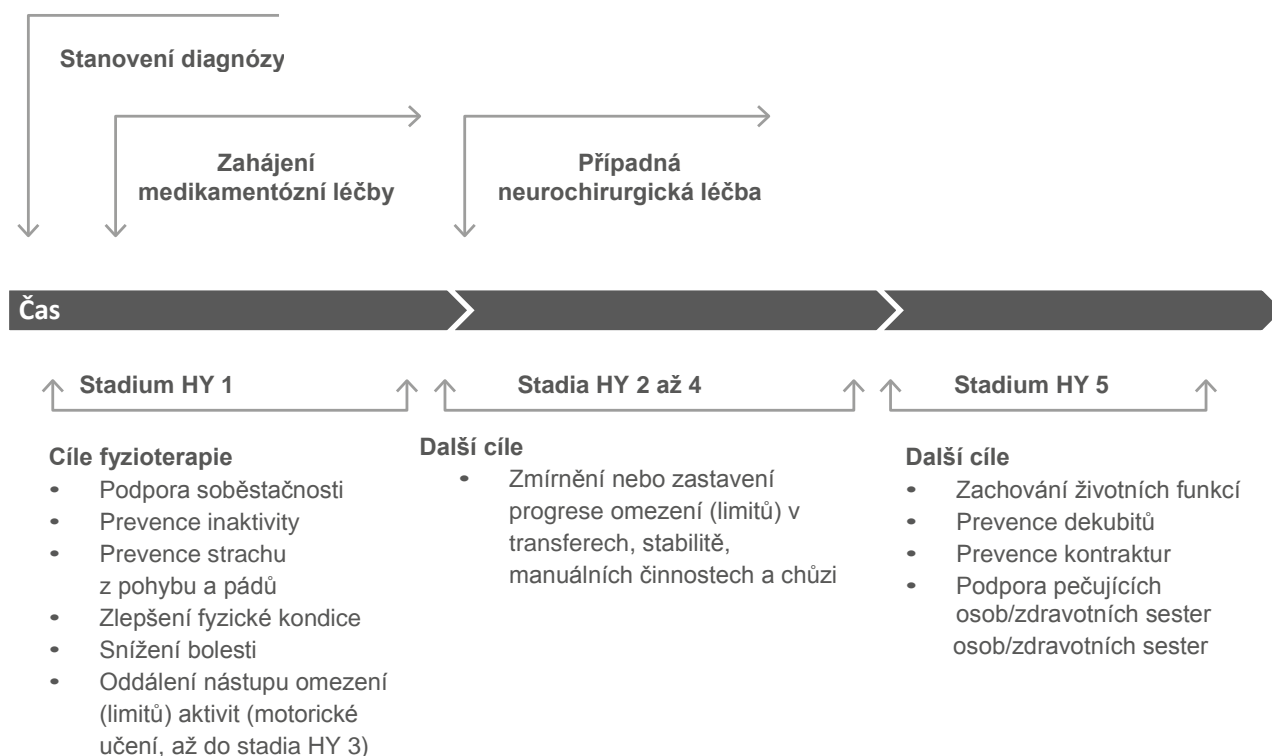 Stanovení diagnózy
Zahájení
medikamentózní léčby
Případná
neurochirurgická léčba
Čas
Stadium HY 1
Cíle fyzioterapie
• Podpora soběstačnosti
• Prevence inaktivity
• Prevence strachu
z pohybu a pádů
• Zlepšení fyzické kondice
• Snížení bolesti
• Oddálení nástupu omezení
(limitů) aktivit (motorické
učení, až do stadia HY 3)
Stadia HY 2 až 4
Další cíle
• Zmírnění nebo zastavení
progrese omezení (limitů) v
transferech, stabilitě,
manuálních činnostech a chůzi
Stadium HY 5
Další cíle
• Zachování životních funkcí
• Prevence dekubitů
• Prevence kontraktur
• Podpora pečujících
osob/zdravotních sester
osob/zdravotních sester